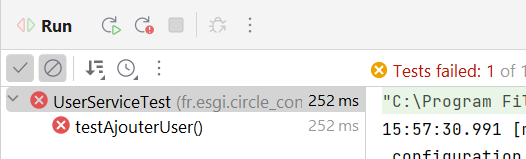 Run
Tests failed: 1 of 1
UserServiceTest (fr.esgi.circle_con 252 ms
testAjouterUser() 252 ms
"C:\Program Fil
15:57:30.991 [m
configuration